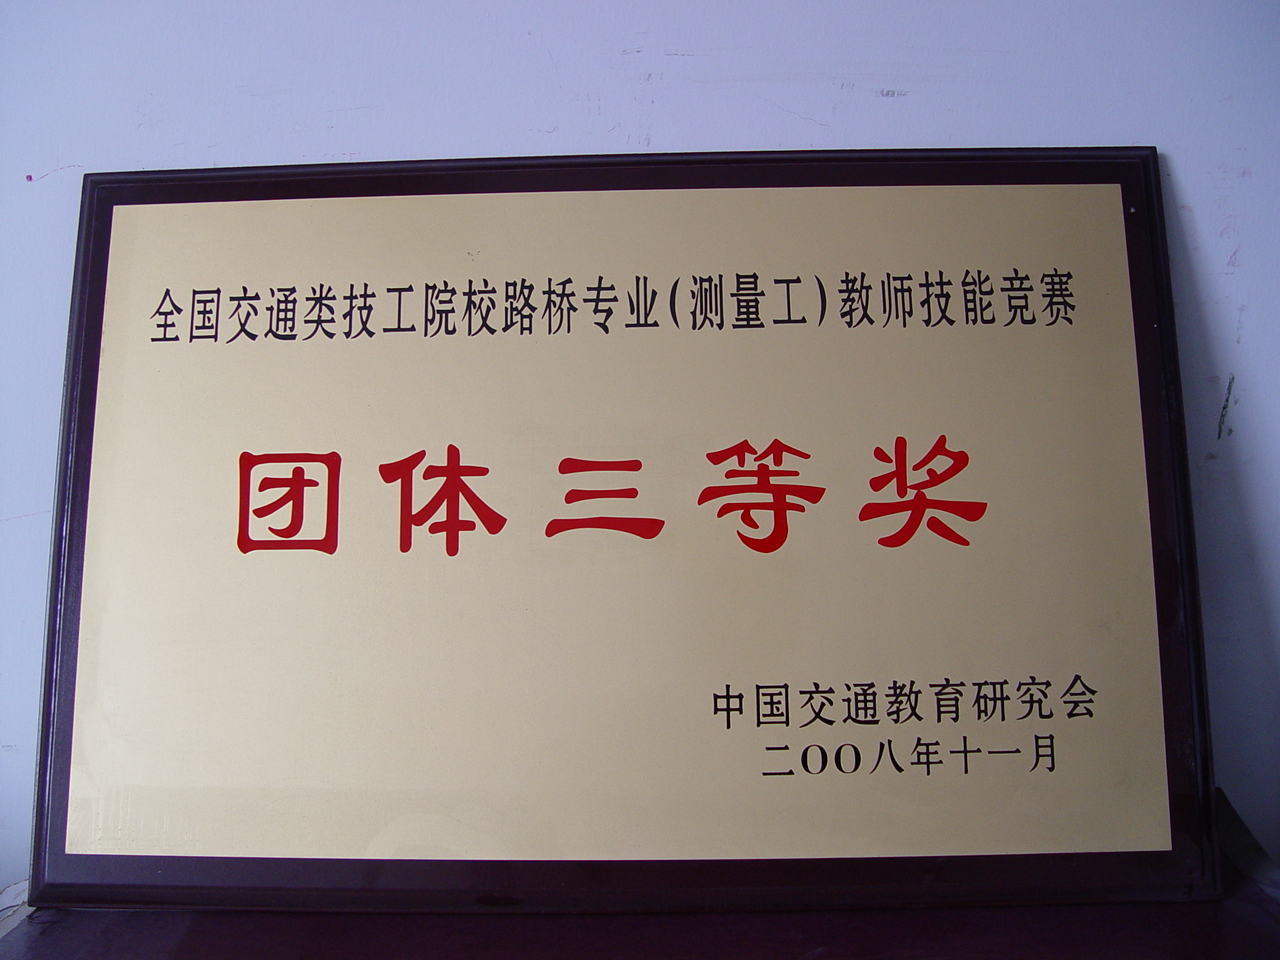 全国交通类技工院校路桥专业(测量工)教师技能竞赛
团体三等奖
中国交通教育研究会
二OO八年十一月